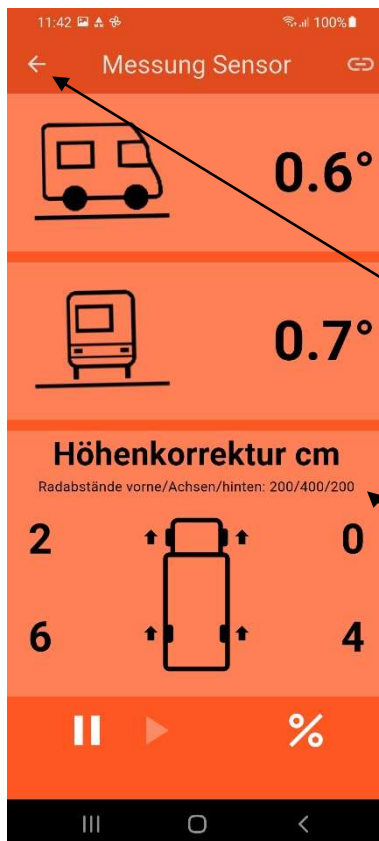 11:42 100%
Messung Sensor
0.6°
0.7°
Höhenkorrektur cm
Radabstände vorne/Achsen/hinten: 200/400/200
2 0
6 4
%